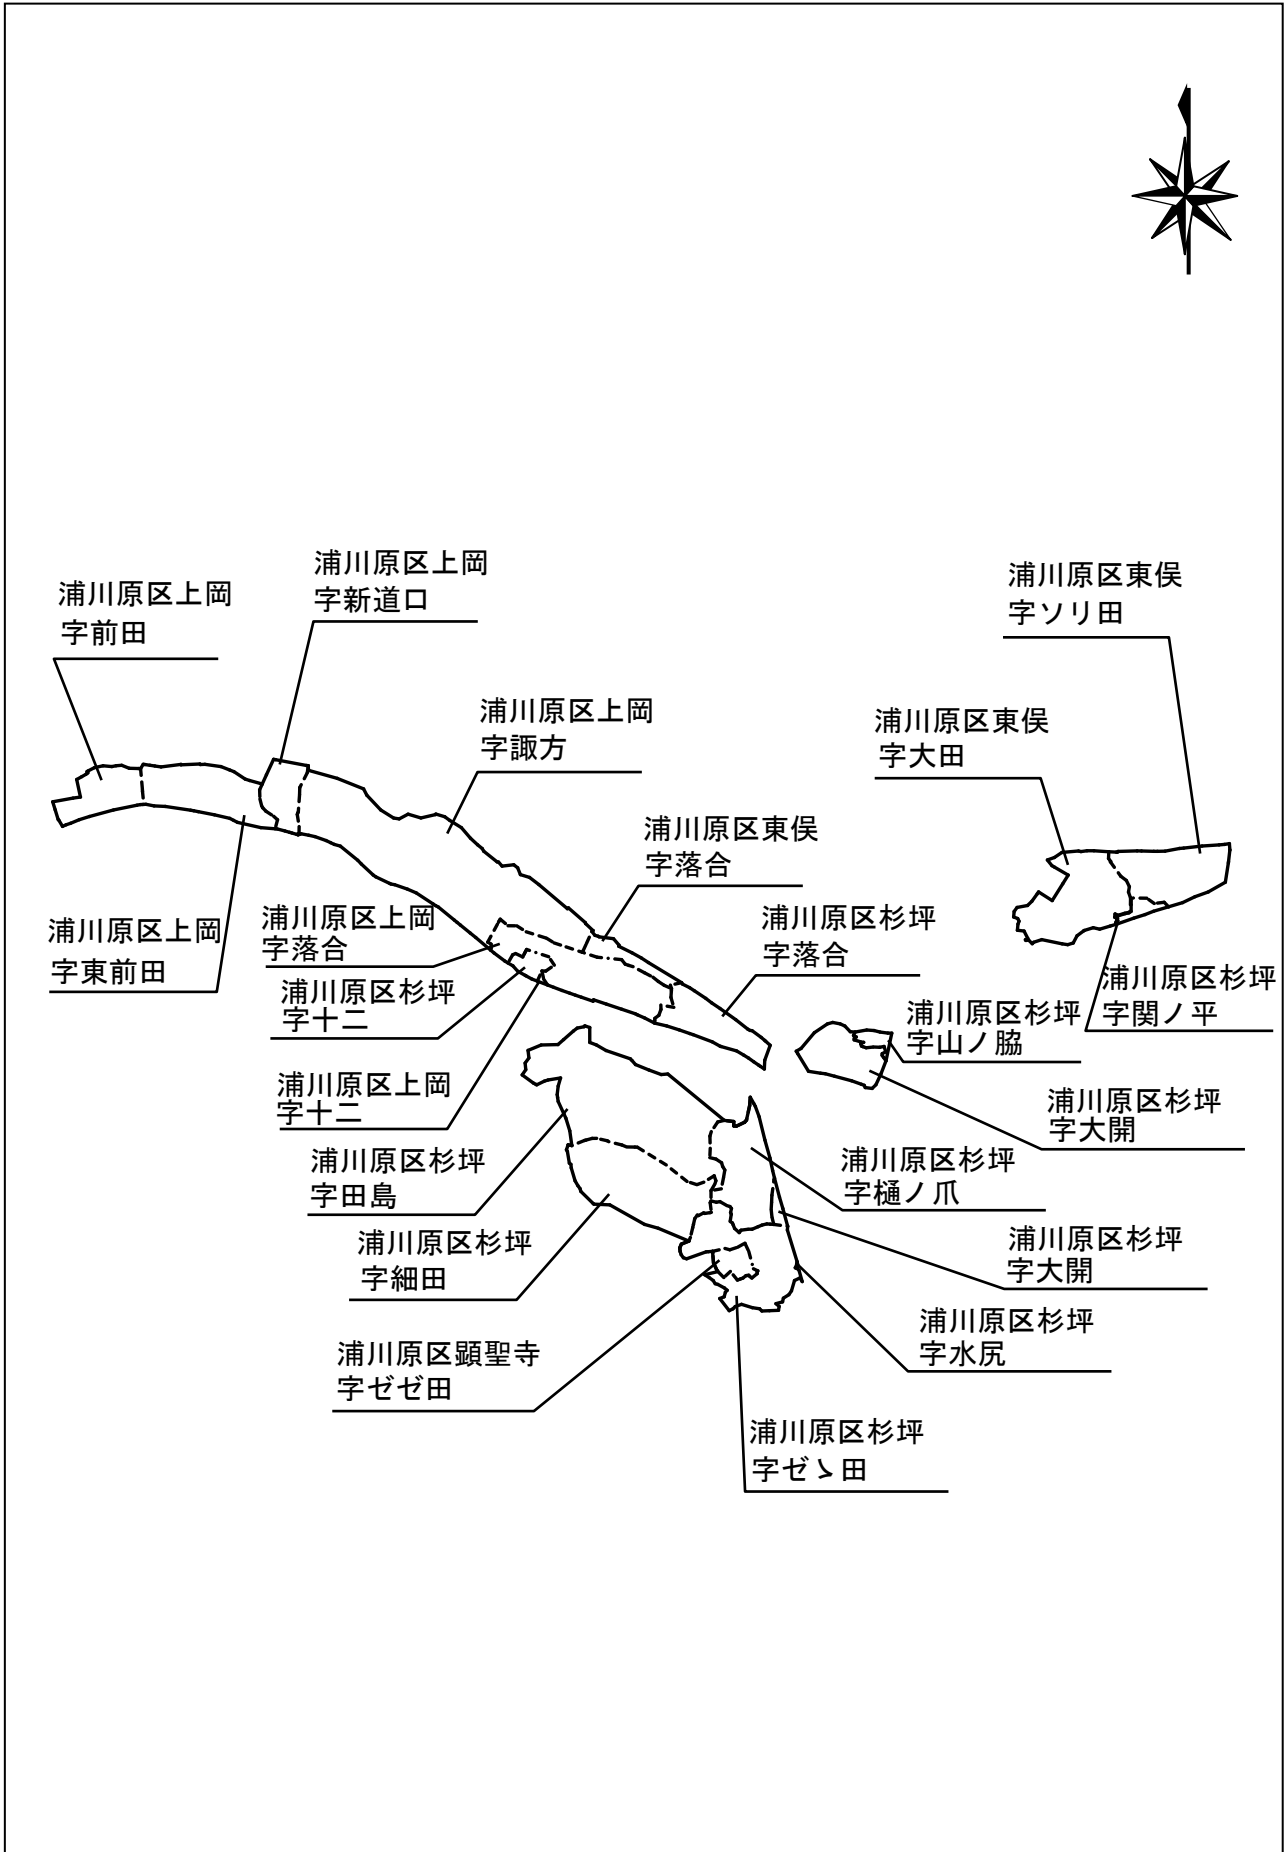 浦川原区上岡
字新道口
浦川原区東俣
字ソリ田
浦川原区上岡
字前田
浦川原区上岡
字諏方
浦川原区東俣
字大田
浦川原区東俣
字落合
浦川原区上岡
字落合
浦川原区杉坪
字落合
浦川原区上岡
字東前田
浦川原区杉坪
字関ノ平
浦川原区杉坪
字十二
浦川原区杉坪
字山ノ脇
浦川原区上岡
字十二
浦川原区杉坪
字大開
浦川原区杉坪
字田島
浦川原区杉坪
字樋ノ爪
浦川原区杉坪
字細田
浦川原区杉坪
字大開
浦川原区杉坪
字水尻
浦川原区顕聖寺
字ゼゼ田
浦川原区杉坪
字ゼゝ田